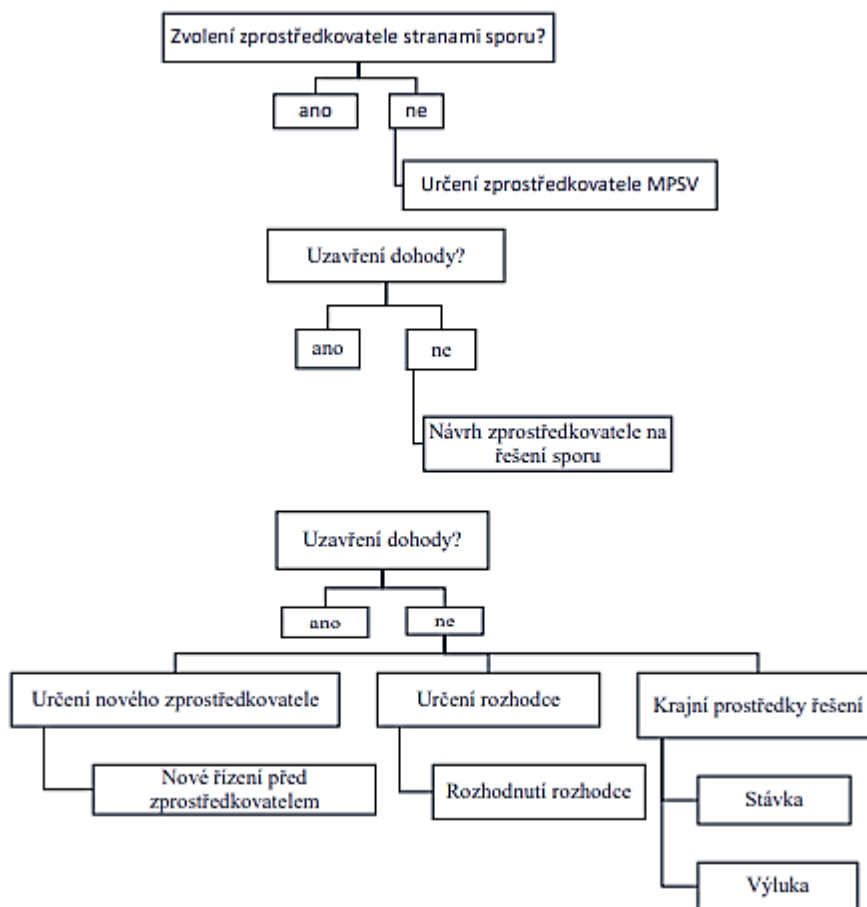 Zvolení zprostředkovatele stranami sporu?
ano
ne
Určení zprostředkovatele MPSV
Uzavření dohody?
ano
ne
Návrh zprostředkovatele na
řešení sporu
Uzavření dohody?
ano
ne
Určení nového zprostředkovatele
Určení rozhodce
Krajní prostředky řešení
Nové řízení před
zprostředkovatelem
Rozhodnutí rozhodce
Stávka
Výluka